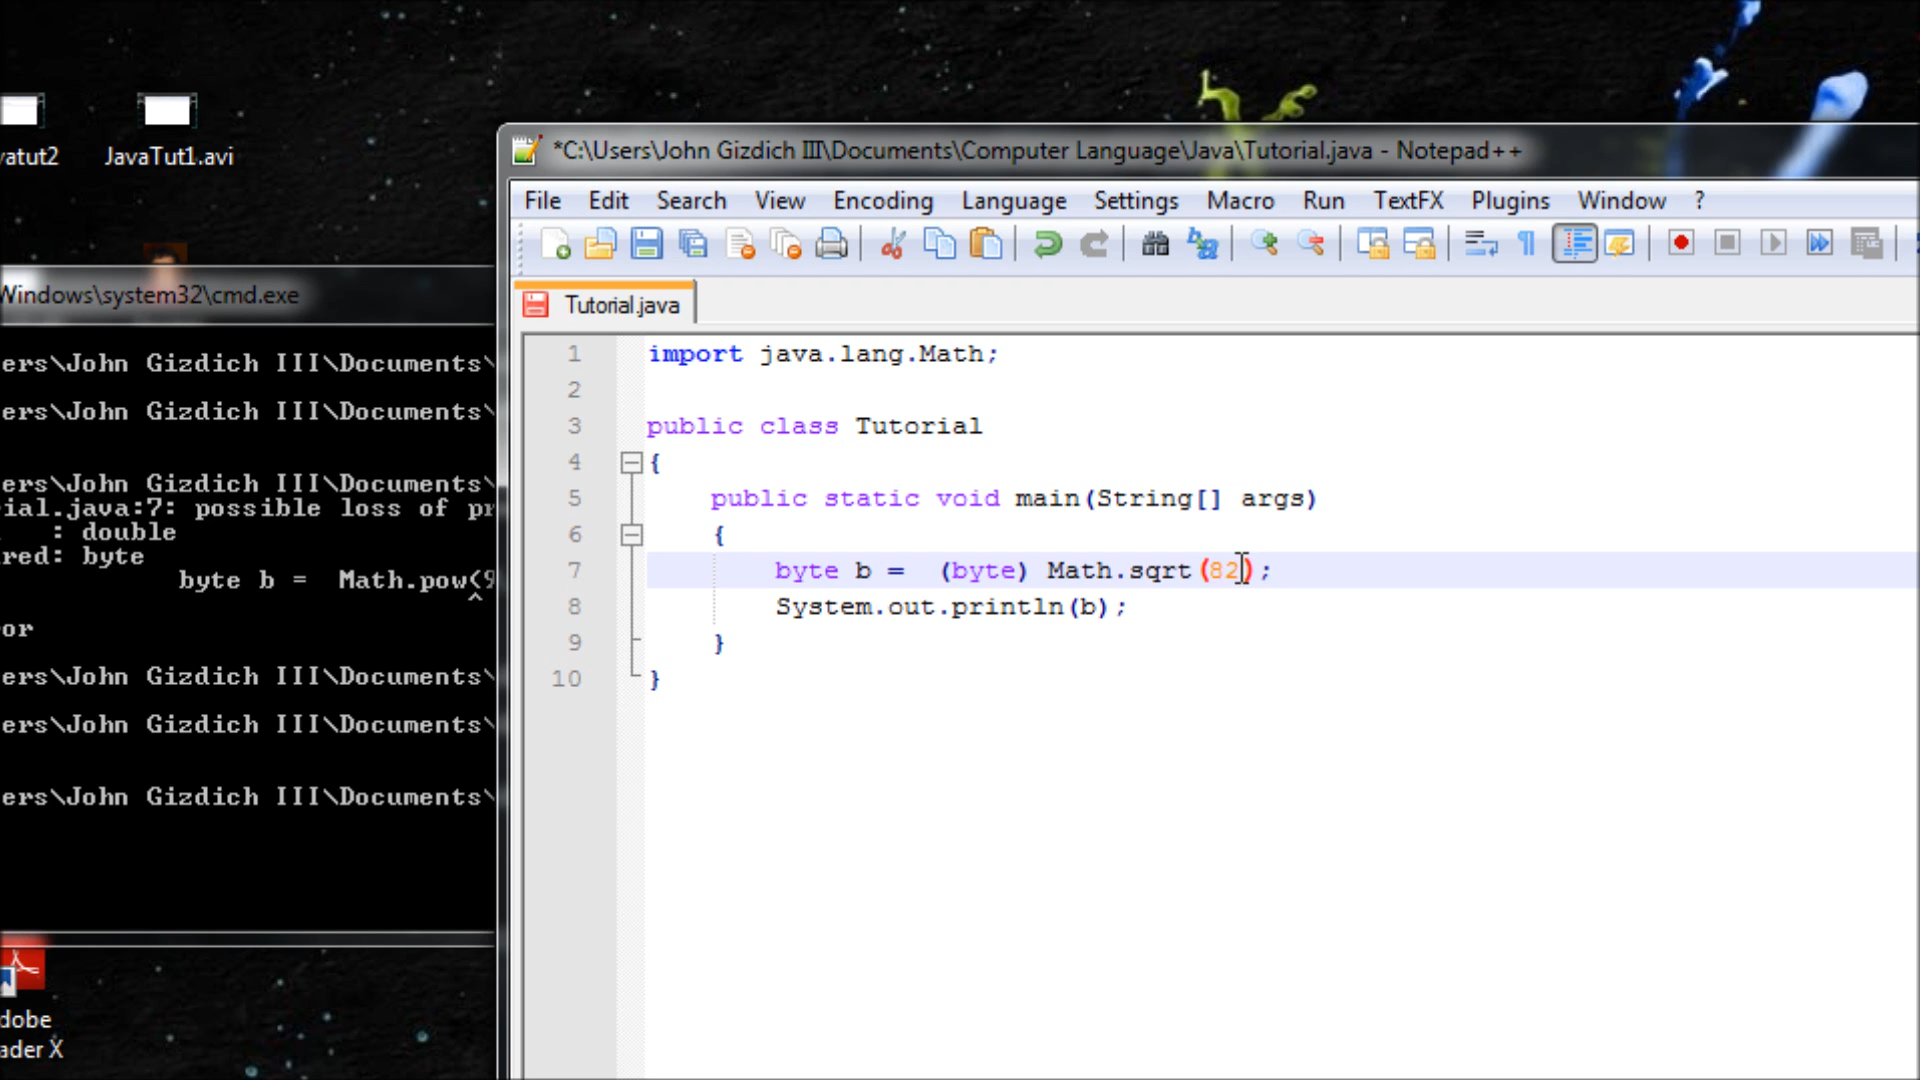 vatut2 JavaTut1.avi
*C:\Users\John Gizdich III\Documents\Computer Language\Java\Tutorial.java - Notepad++
File Edit Search View Encoding Language Settings Macro Run TextFX Plugins Window ?
Tutorial.java
1 import java.lang.Math;
2
3 public class Tutorial
4 {
5 public static void main(String[] args)
6 {
7 byte b = (byte) Math.sqrt(82);
8 System.out.println(b);
9 }
10 }
Windows\system32\cmd.exe
ers\John Gizdich III\Documents\
ers\John Gizdich III\Documents\
ers\John Gizdich III\Documents\
ial.java:7: possible loss of pr
: double
red: byte
byte b = Math.pow(9
^
or
ers\John Gizdich III\Documents\
ers\John Gizdich III\Documents\
ers\John Gizdich III\Documents\
dobe
ader X